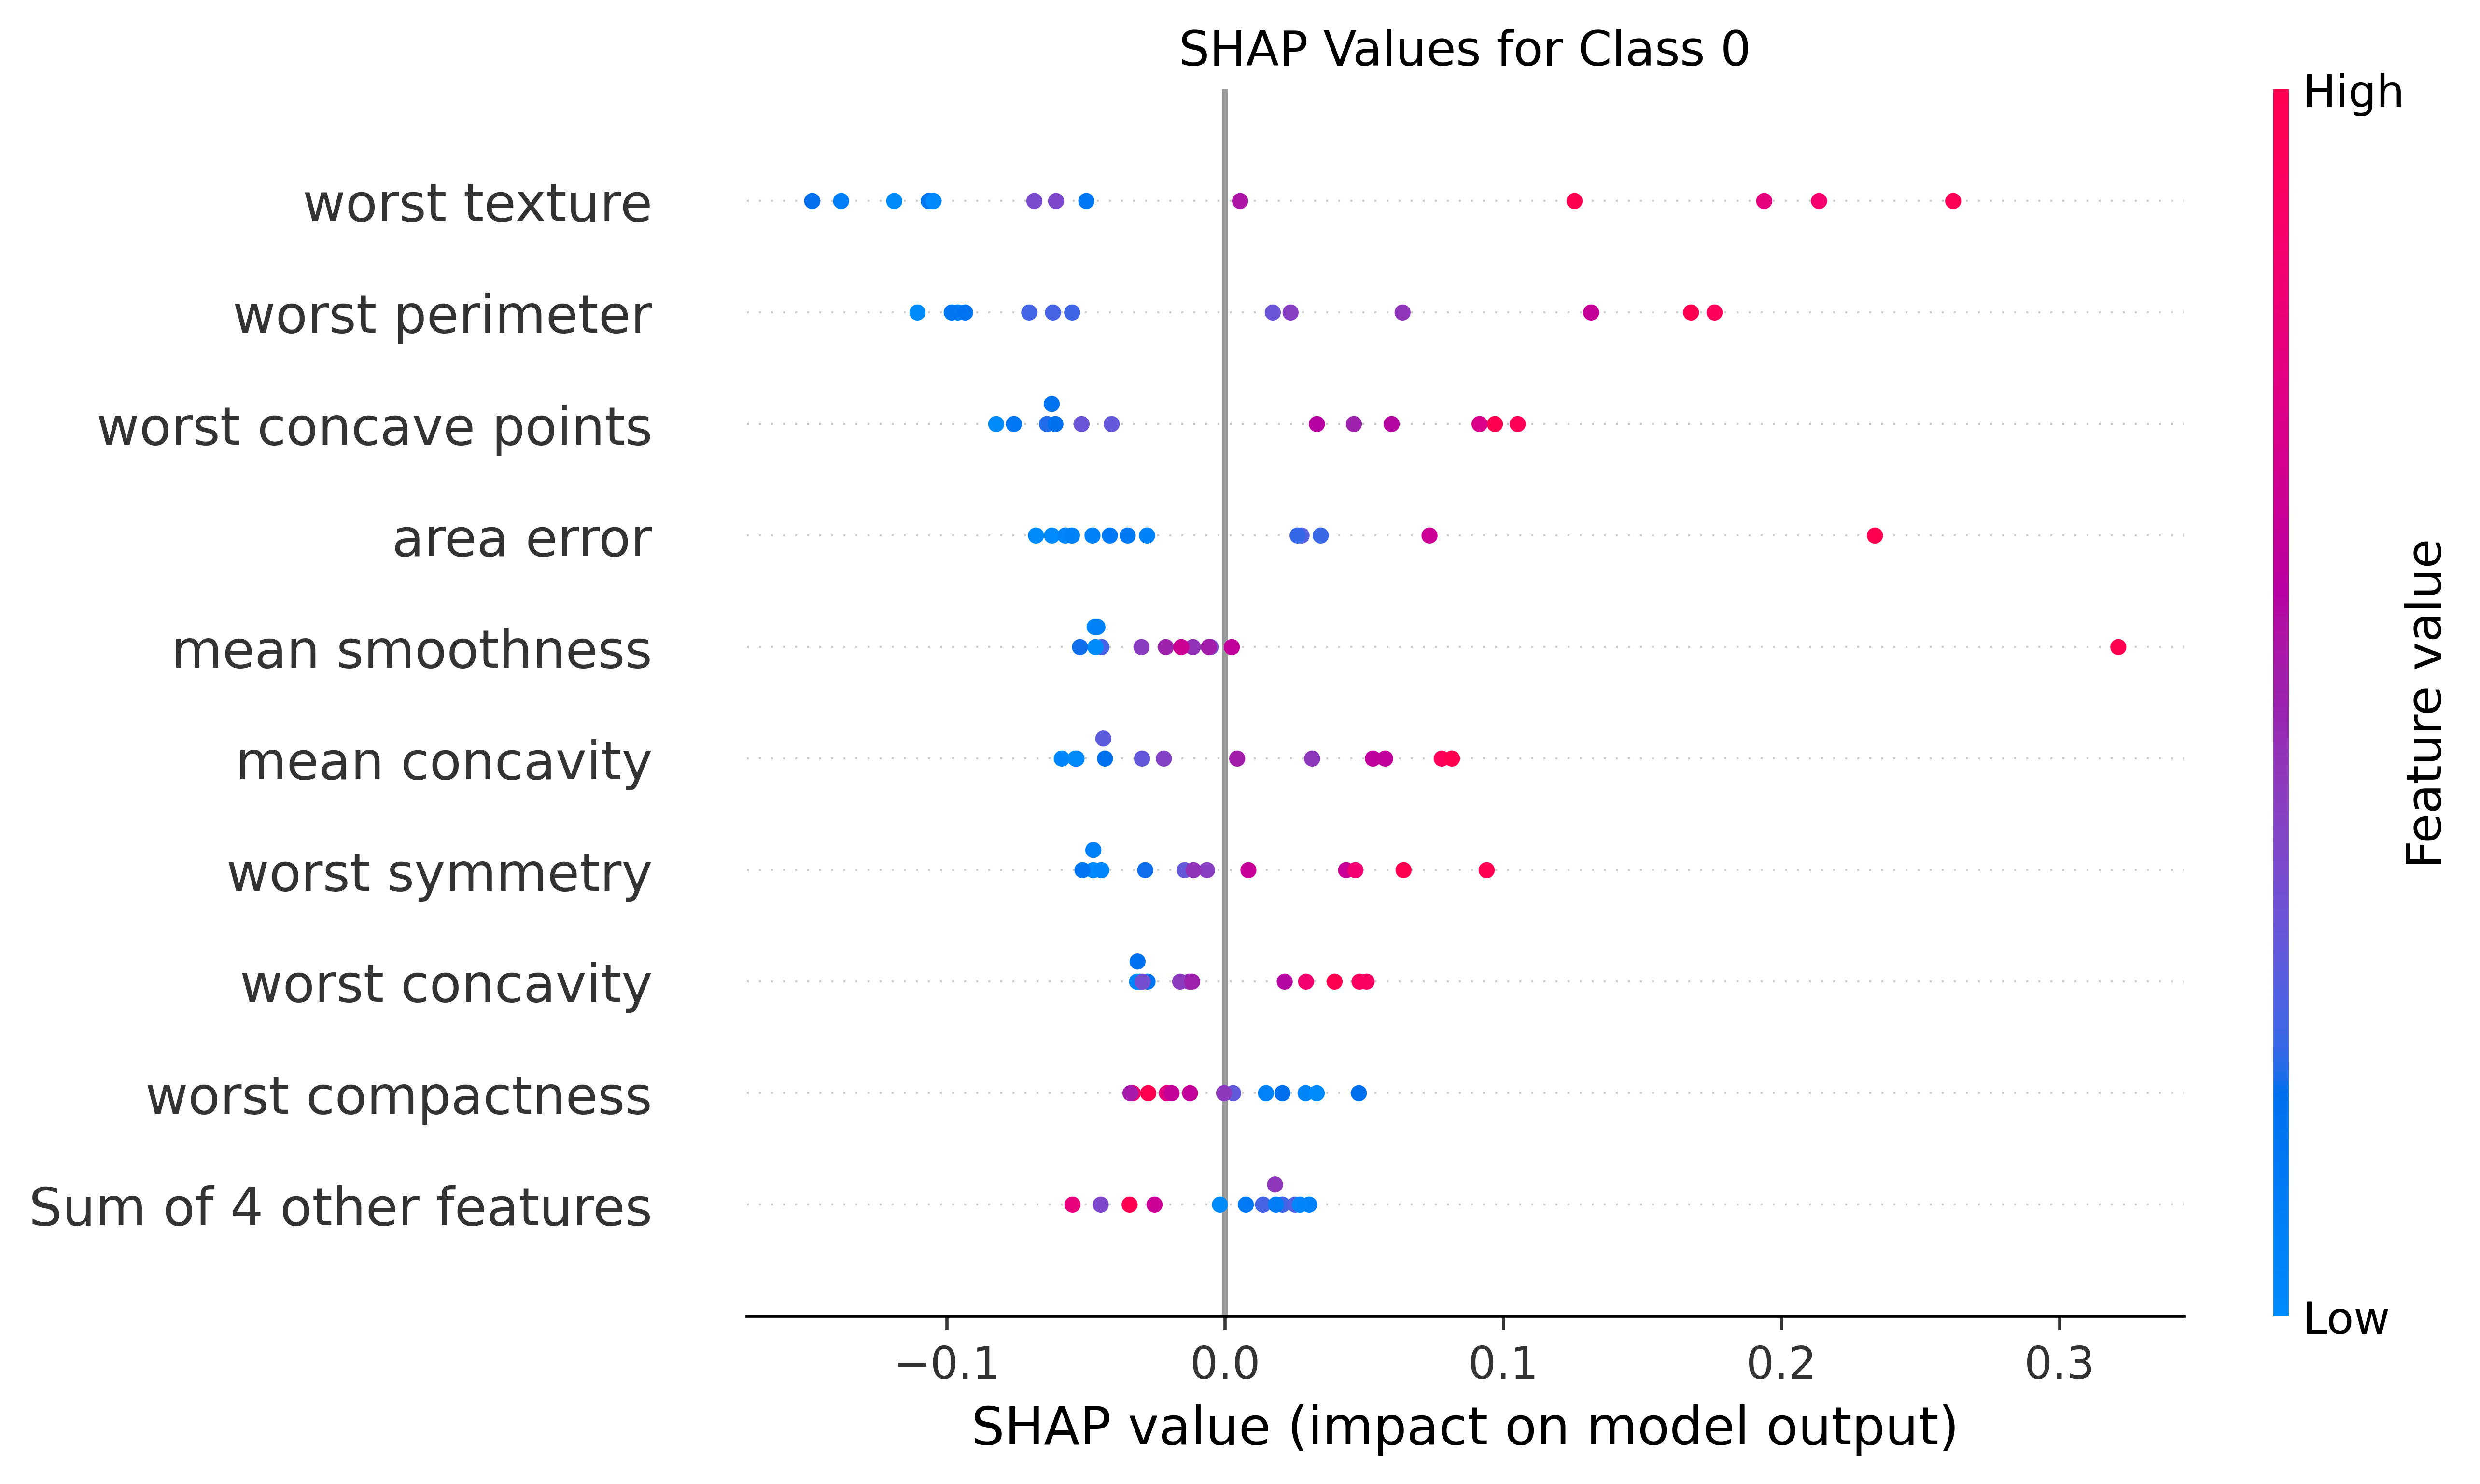 SHAP Values for Class 0
High
worst texture
worst perimeter
worst concave points
area error
mean smoothness
mean concavity
worst symmetry
worst concavity
worst compactness
Sum of 4 other features
Feature value
Low
−0.1 0.0 0.1 0.2 0.3
SHAP value (impact on model output)